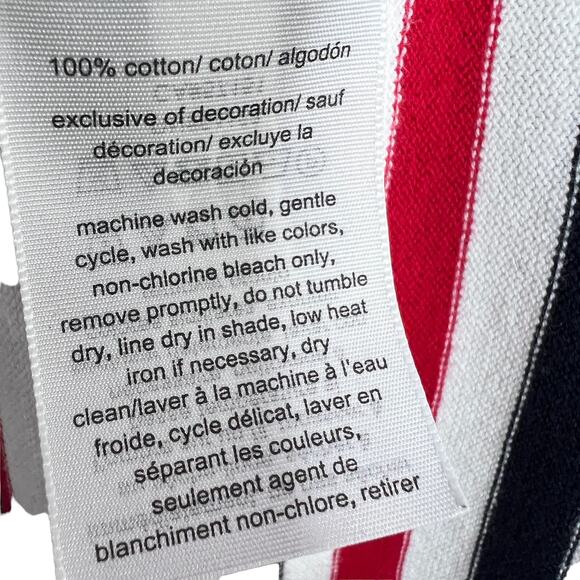 100% cotton/ coton/ algodón
exclusive of decoration/ sauf
décoration/ excluye la
decoración
machine wash cold, gentle
cycle, wash with like colors,
non-chlorine bleach only,
remove promptly, do not tumble
dry, line dry in shade, low heat
iron if necessary, dry
clean/laver à la machine à l'eau
froide, cycle délicat, laver en
séparant les couleurs,
seulement agent de
blanchiment non-chlore, retirer